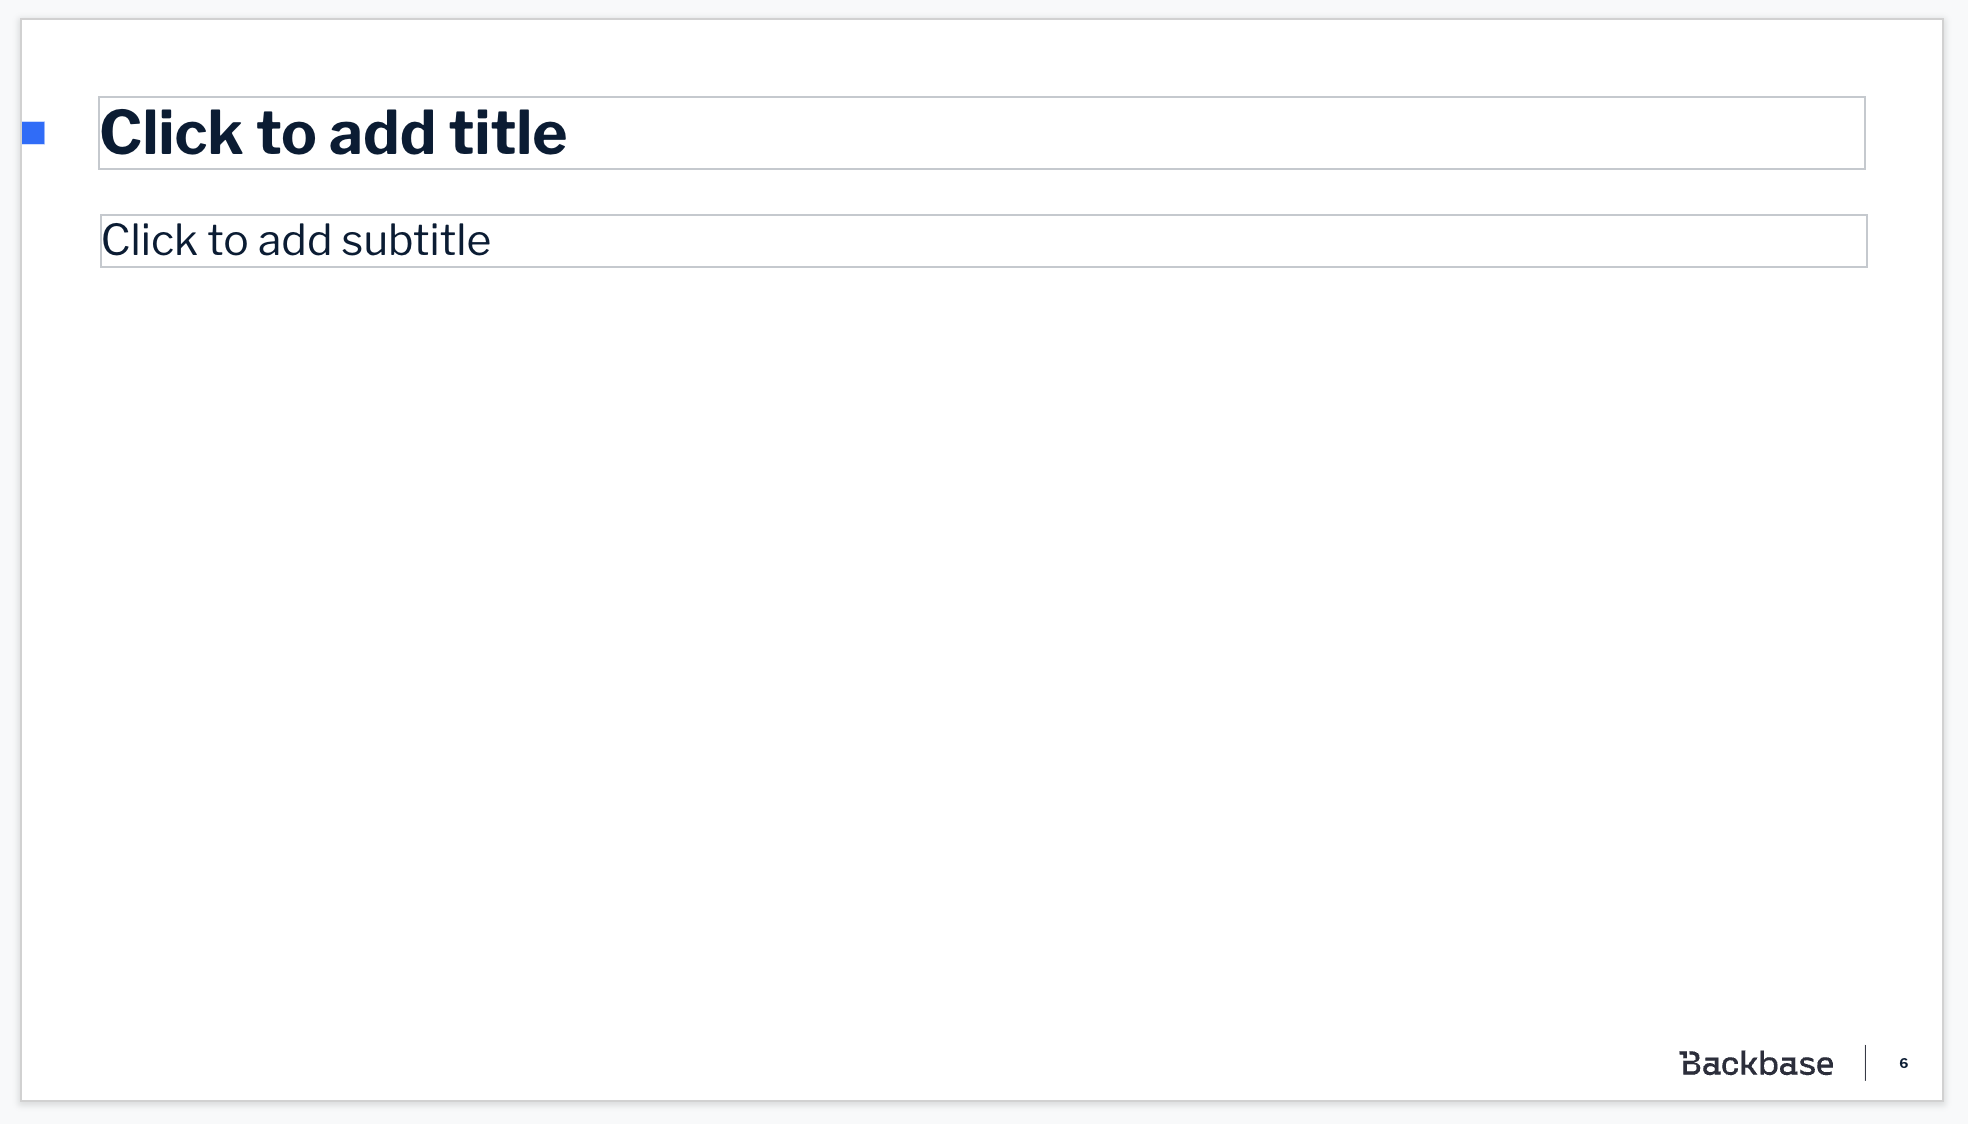 Click to add title
Click to add subtitle
Backbase
6